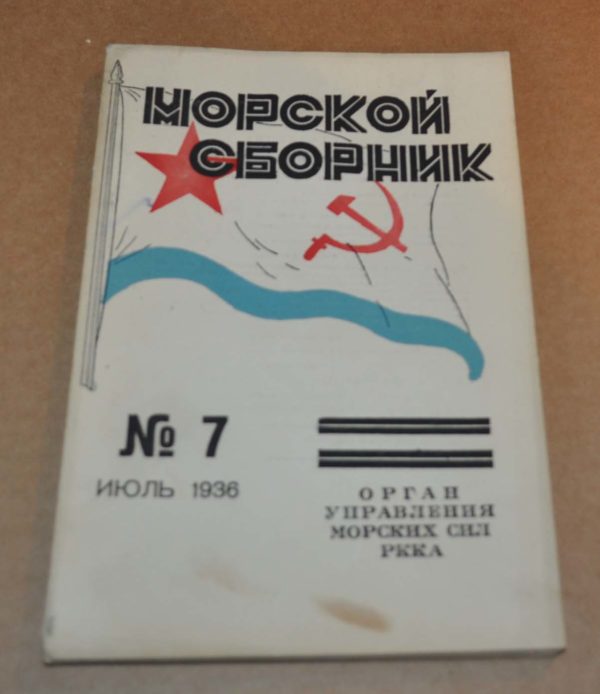 МОРСКОЙ
СБОРНИК
№ 7
ИЮЛЬ 1936
ОРГАН
УПРАВЛЕНИЯ
МОРСКИХ СИЛ
РККА